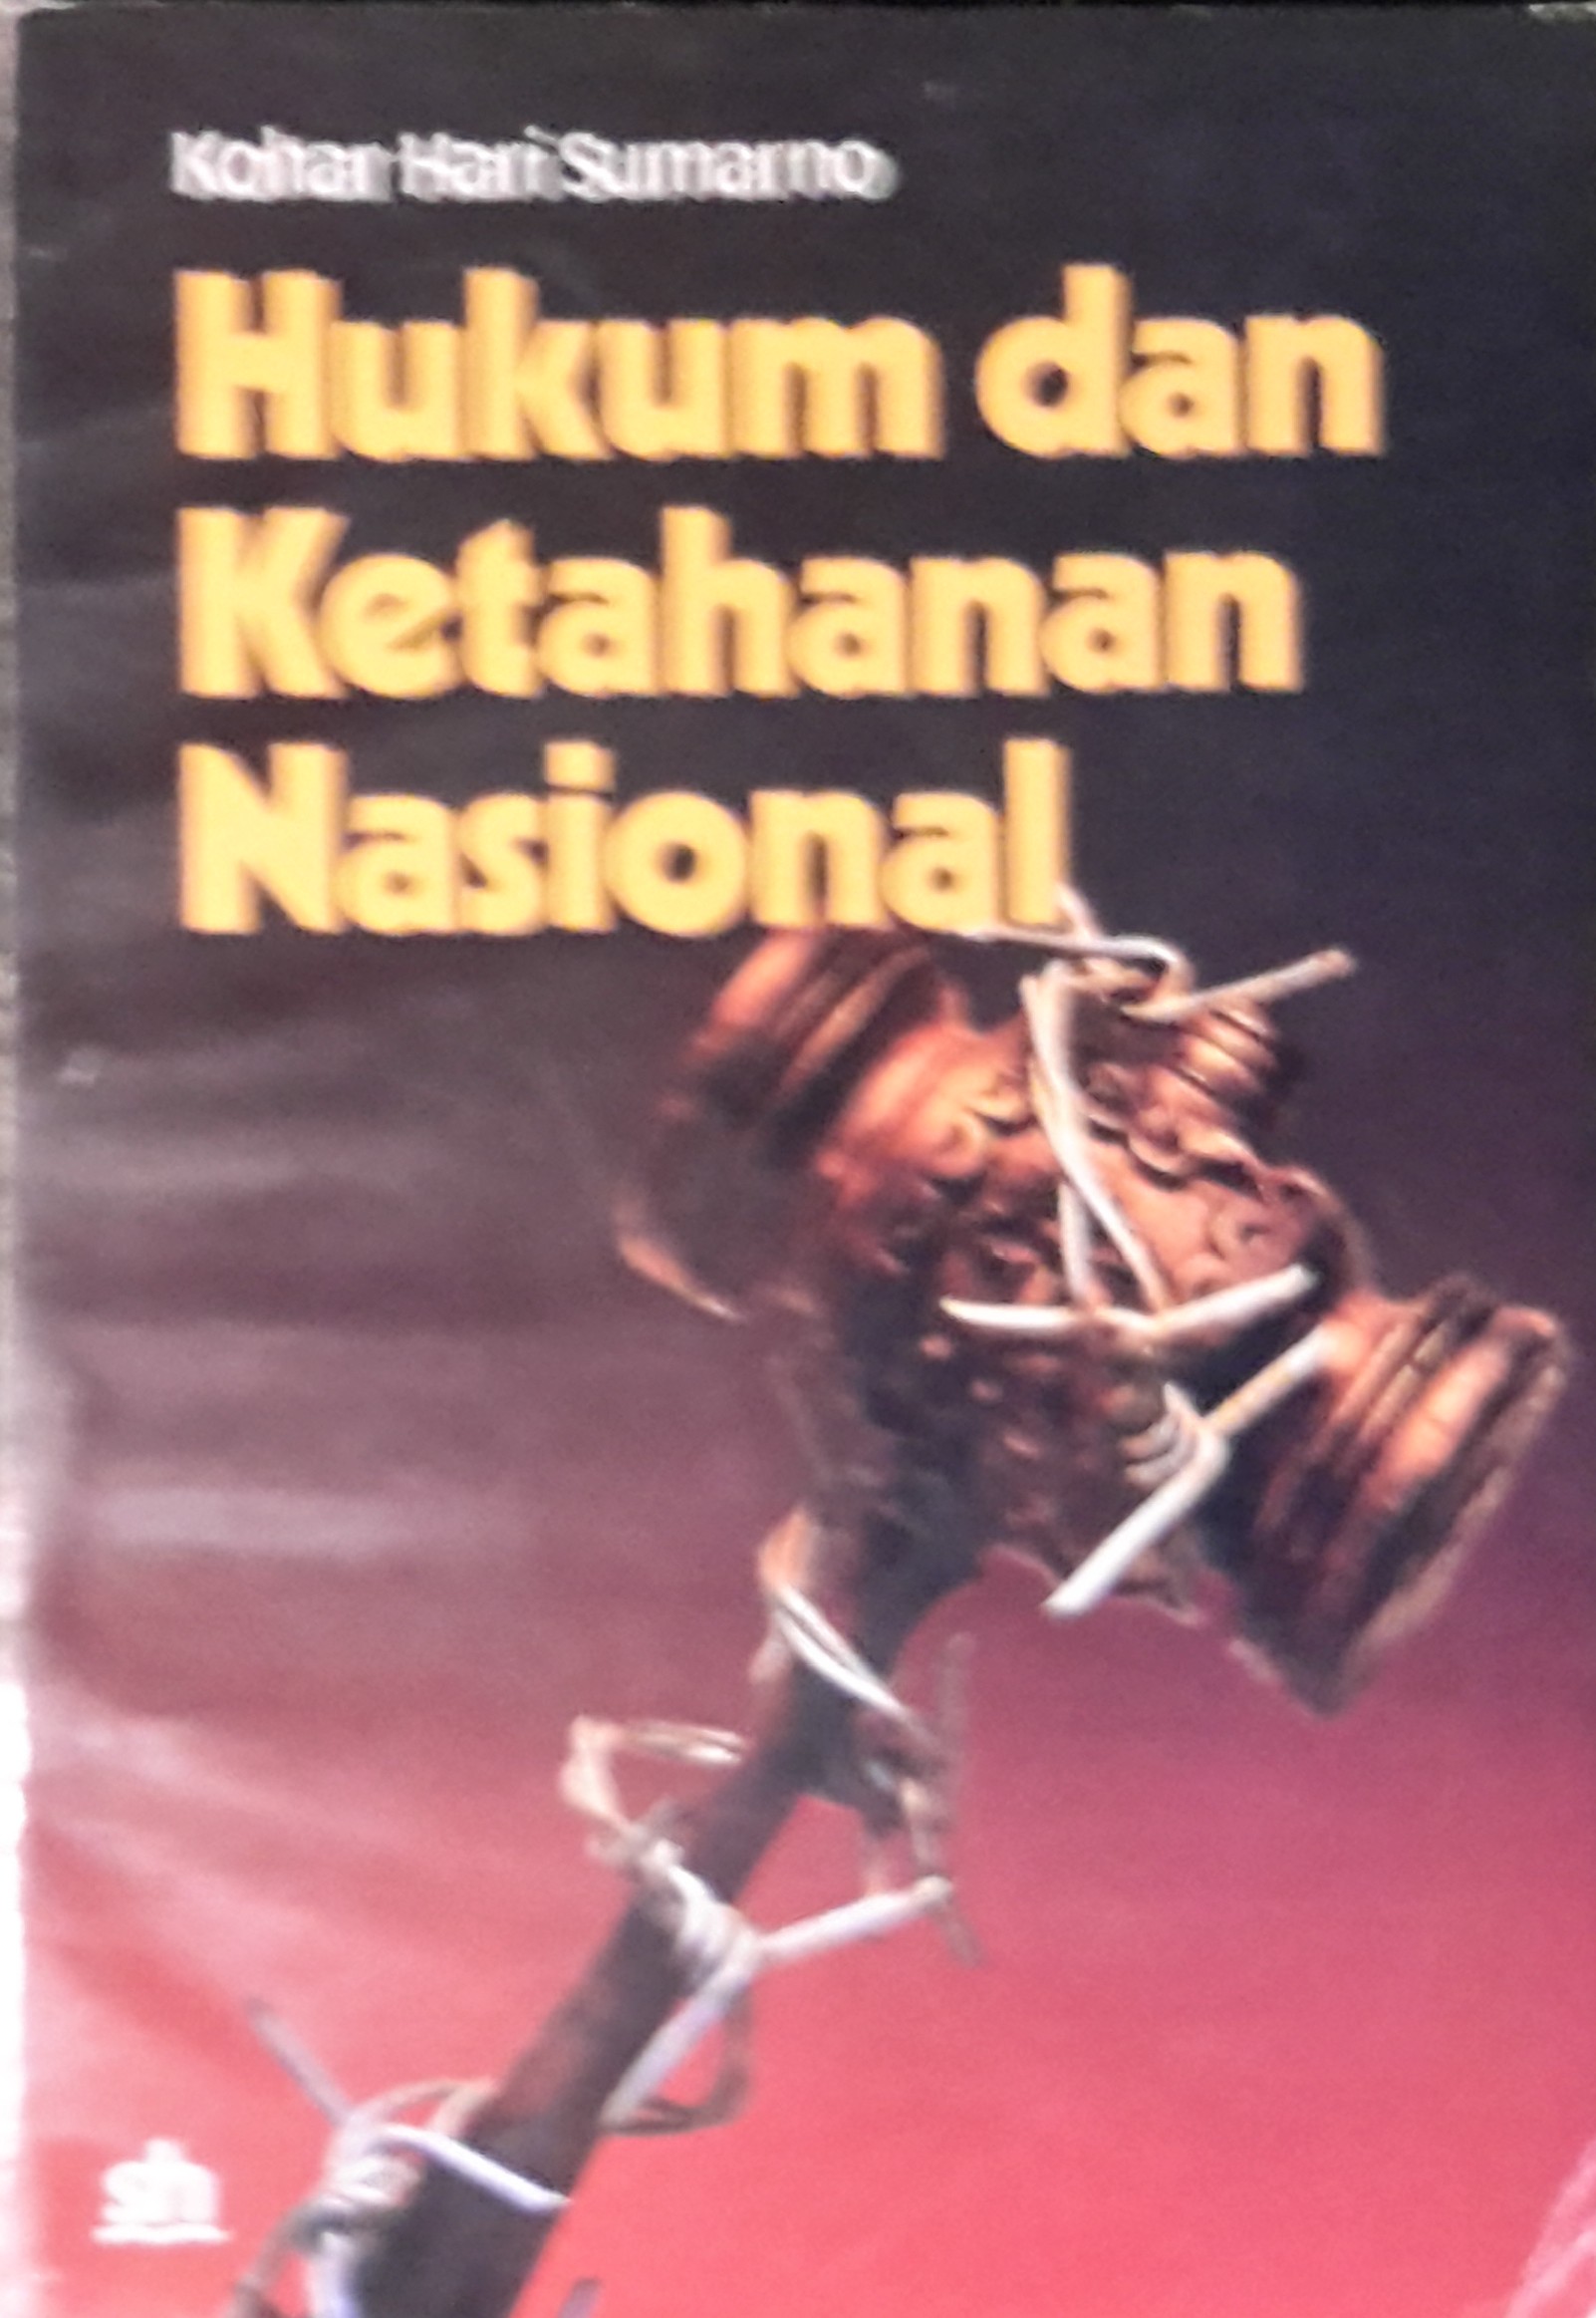 Kohar Hari Sumarno
Hukum dan
Ketahanan
Nasional